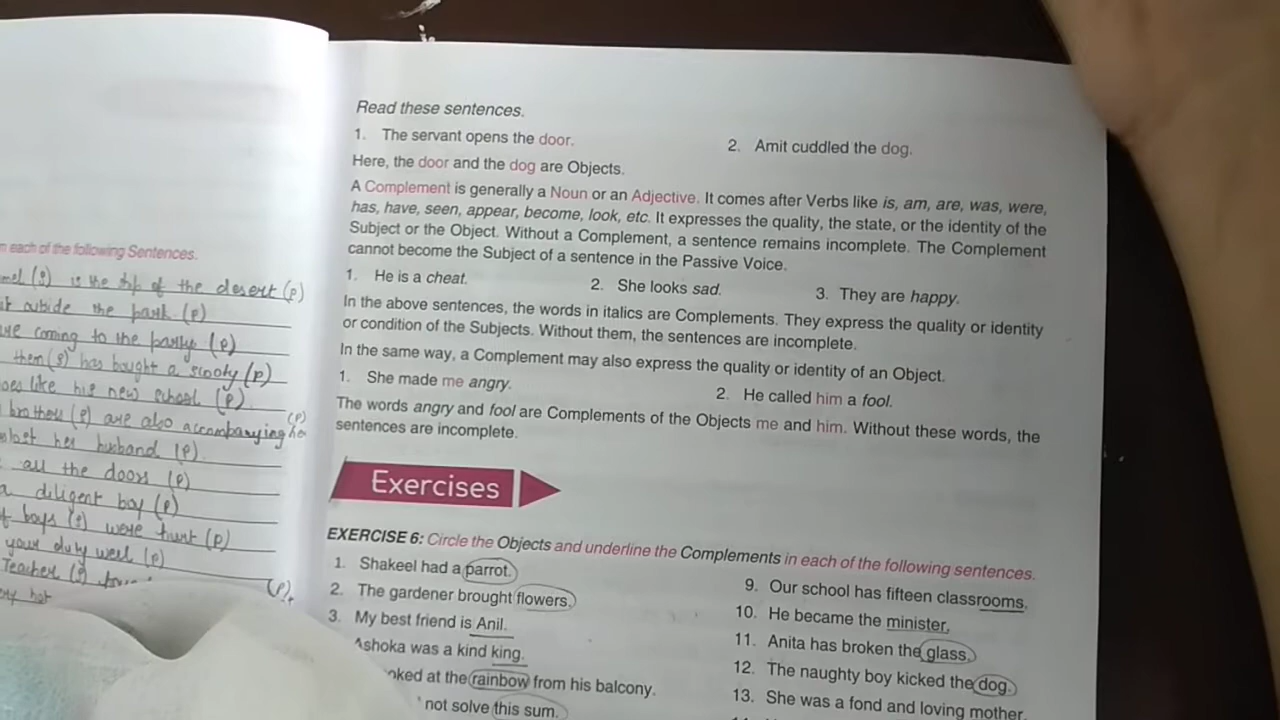 m each of the following Sentences.
(s) is the ship of the desert (p)
outside the park. (p)
are coming to the party (p)
them (s) has bought a scooty (p)
does like his new school (p).
brothers (s) are also accompanying her (p)
lost her husband (p).
all the doors (p)
a diligent boy (p)
of boys (s) were hurt (p)
your duty well (p)
Teacher (s)
(p).
very hot
Read these sentences.
1. The servant opens the door.
2. Amit cuddled the dog.
Here, the door and the dog are Objects.
A Complement is generally a Noun or an Adjective. It comes after Verbs like is, am, are, was, were,
has, have, seen, appear, become, look, etc. It expresses the quality, the state, or the identity of the
Subject or the Object. Without a Complement, a sentence remains incomplete. The Complement
cannot become the Subject of a sentence in the Passive Voice.
1. He is a cheat.
2. She looks sad.
3. They are happy.
In the above sentences, the words in italics are Complements. They express the quality or identity
or condition of the Subjects. Without them, the sentences are incomplete.
In the same way, a Complement may also express the quality or identity of an Object.
1. She made me angry.
2. He called him a fool.
The words angry and fool are Complements of the Objects me and him. Without these words, the
sentences are incomplete.
Exercises
EXERCISE 6: Circle the Objects and underline the Complements in each of the following sentences.
1. Shakeel had a parrot.
2. The gardener brought flowers.
3. My best friend is Anil.
Ashoka was a kind king.
oked at the rainbow from his balcony.
not solve this sum.
9. Our school has fifteen classrooms.
10. He became the minister.
11. Anita has broken the glass.
12. The naughty boy kicked the dog.
13. She was a fond and loving mother.